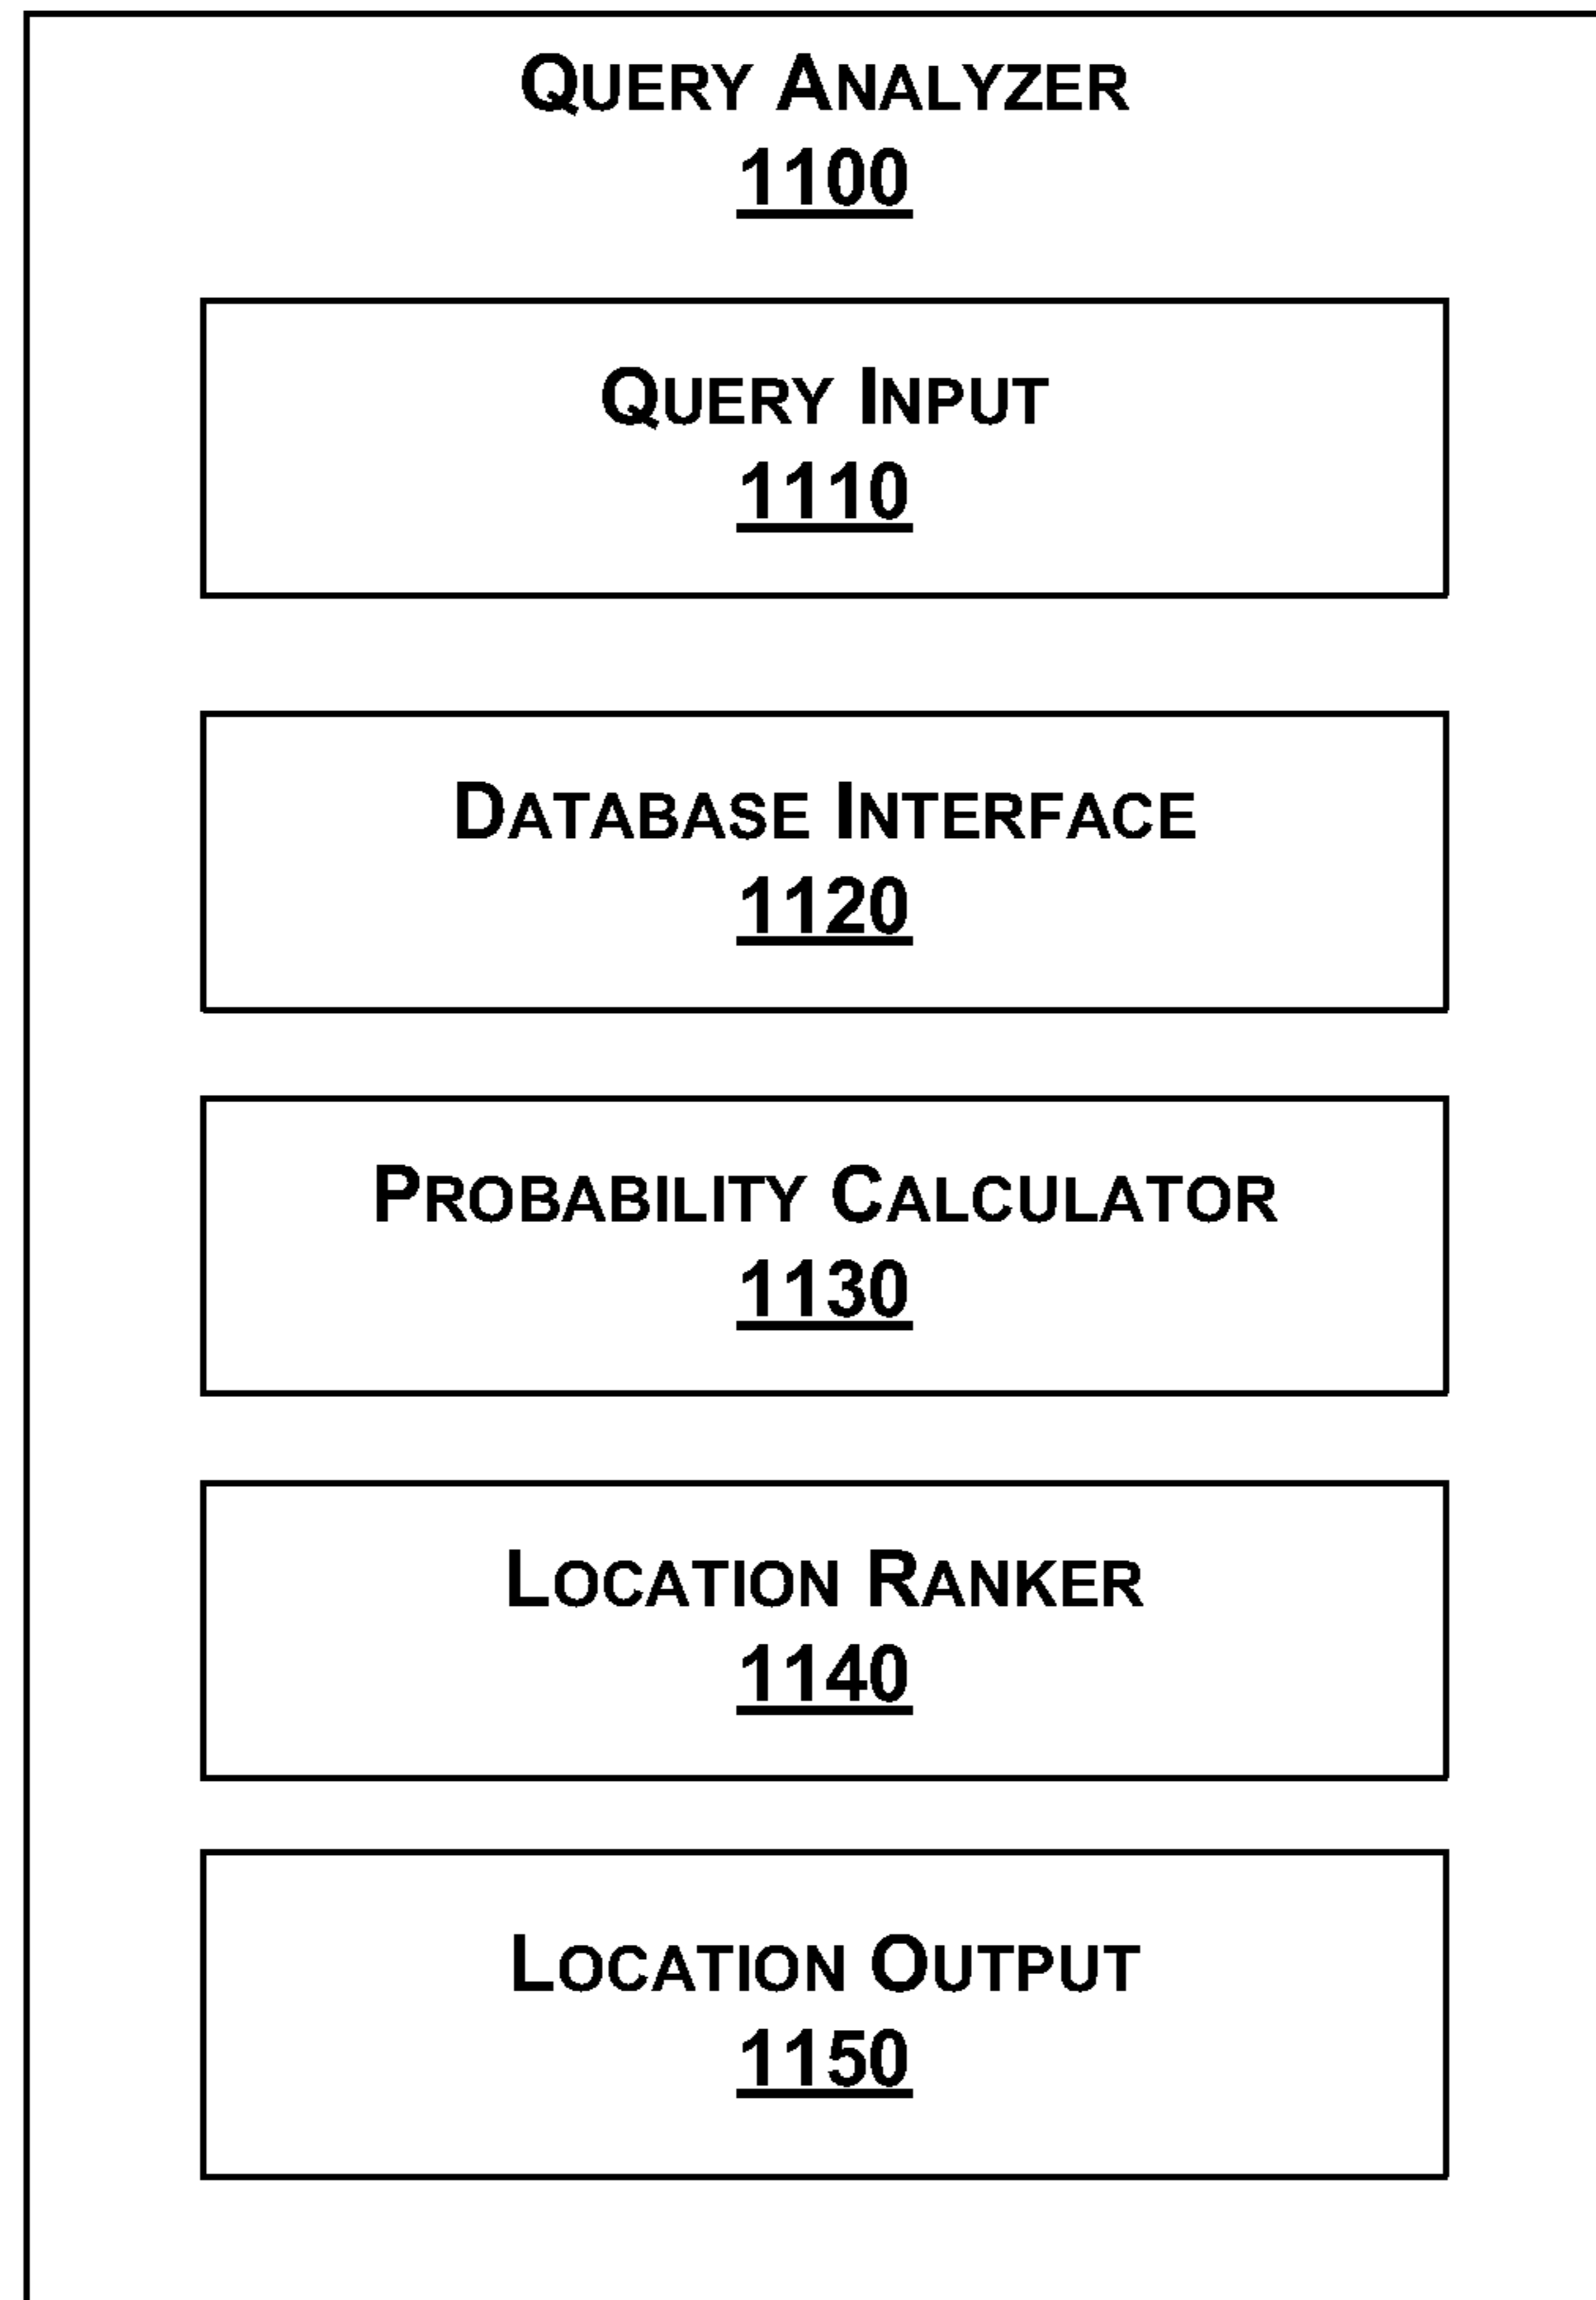 QUERY ANALYZER
1100
QUERY INPUT
1110
DATABASE INTERFACE
1120
PROBABILITY CALCULATOR
1130
LOCATION RANKER
1140
LOCATION OUTPUT
1150